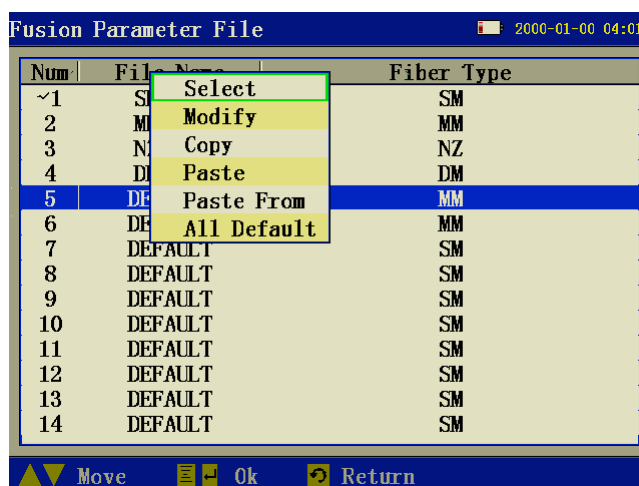 Fusion Parameter File 2000-01-00 04:01
Num File Name Fiber Type
~1 SM
2 MM
3 NZ
4 DM
5 DE MM
6 DE MM
7 DEFAULT SM
8 DEFAULT SM
9 DEFAULT SM
10 DEFAULT SM
11 DEFAULT SM
12 DEFAULT SM
13 DEFAULT SM
14 DEFAULT SM
Select
Modify
Copy
Paste
Paste From
All Default
Move Ok Return